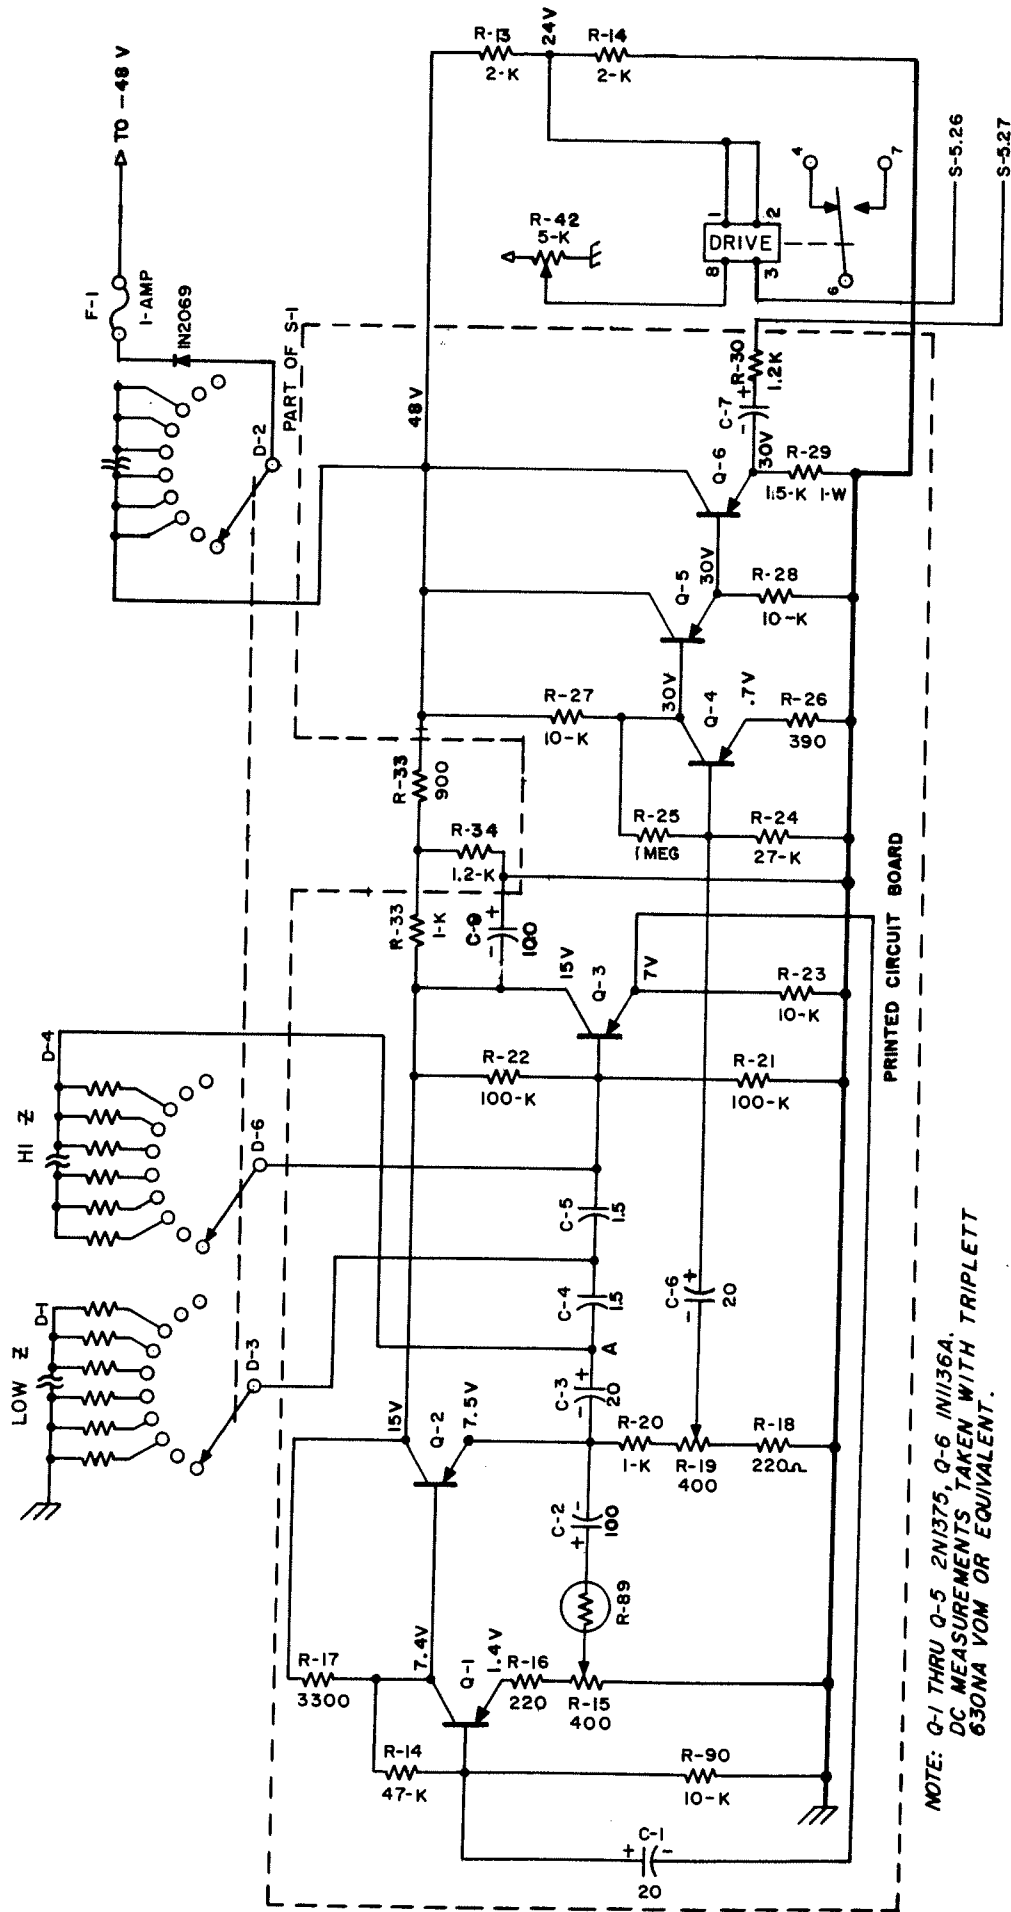 R-13
2-K
24V
R-14
2-K
TO -48 V
F-1
1-AMP
IN2069
D-2
PART OF S-1
48V
R-42
5-K
1
2
8
3
DRIVE
4
7
6
S-5.26
S-5.27
R-30
1.2K
C-7
+
-
30V
Q-6
R-29
1.5-K 1-W
30V
Q-5
R-28
10-K
R-27
10-K
30V
Q-4
.7V
R-26
390
R-33
900
R-34
1.2-K
R-25
1 MEG
R-24
27-K
R-33
1-K
C-9
+
-
100
15V
Q-3
7V
R-23
10-K
PRINTED CIRCUIT BOARD
D-4
HI Z
D-6
R-22
100-K
R-21
100-K
C-5
1.5
C-4
1.5
A
C-6
+
-
20
LOW Z
D-1
D-3
C-3
+
-
20
15V
Q-2
7.5V
R-20
1-K
R-19
400
R-18
220Ω
C-2
-
+
100
R-89
R-17
3300
7.4V
Q-1
1.4V
R-16
220
R-15
400
R-14
47-K
R-90
10-K
C-1
+
-
20
NOTE: Q-1 THRU Q-5 2N1375, Q-6 IN1136A.
DC MEASUREMENTS TAKEN WITH TRIPLETT
630NA VOM OR EQUIVALENT.